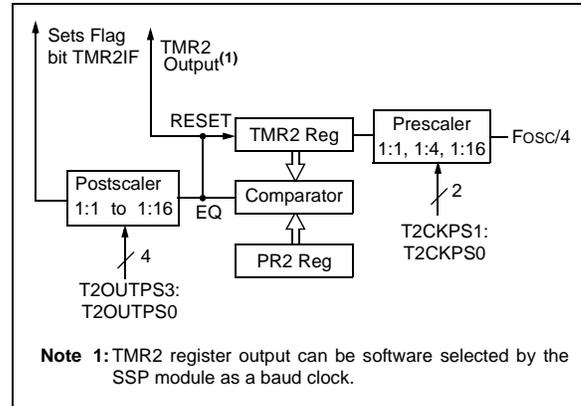 Sets Flag
bit TMR2IF
TMR2
Output(1)
RESET
TMR2 Reg
Prescaler
1:1, 1:4, 1:16
FOSC/4
2
T2CKPS1:
T2CKPS0
Postscaler
1:1 to 1:16
EQ
Comparator
4
T2OUTPS3:
T2OUTPS0
PR2 Reg
Note 1: TMR2 register output can be software selected by the
SSP module as a baud clock.